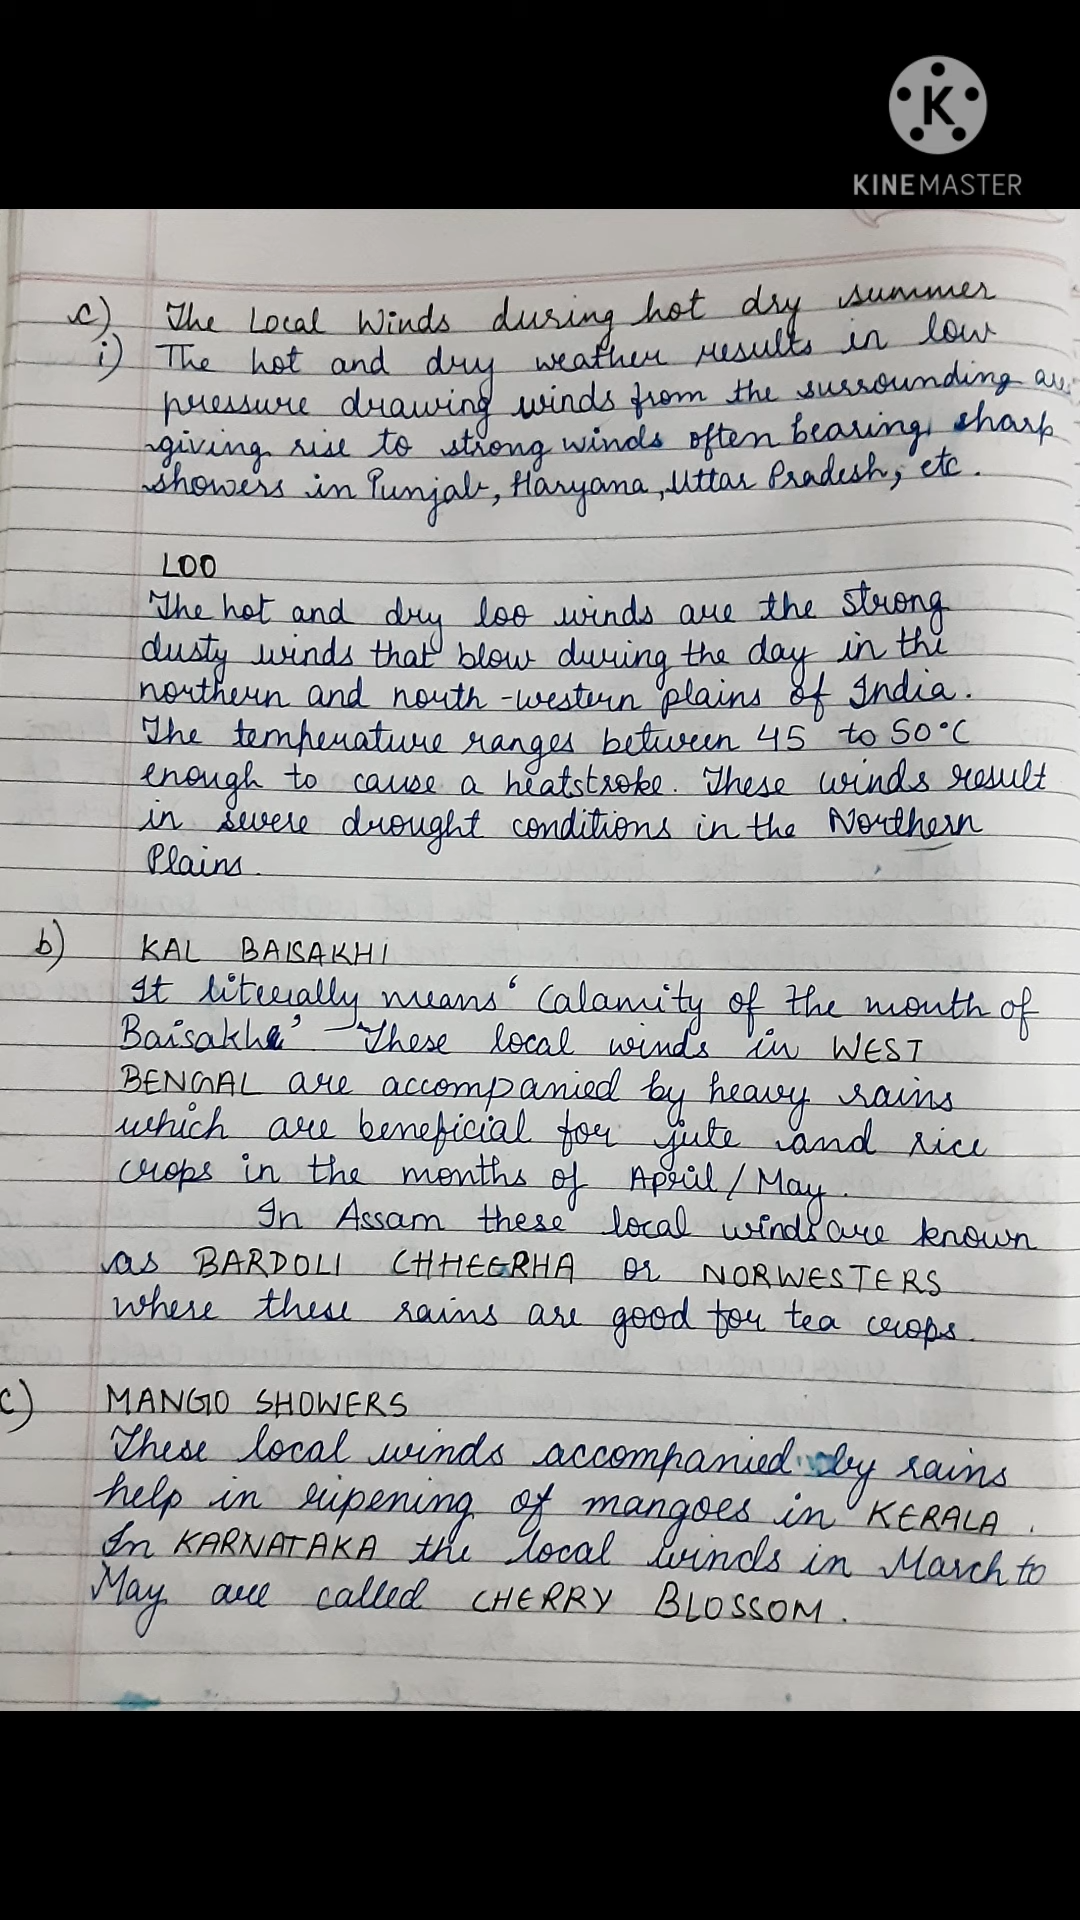 K
KINEMASTER
c) The Local Winds during hot dry summer
i) The hot and dry weather results in low
pressure drawing winds from the surrounding
giving rise to strong winds often bearing sharp
showers in Punjab, Haryana, Uttar Pradesh, etc.
LOO
The hot and dry loo winds are the strong
dusty winds that blow during the day in the
northern and north-western plains of India.
The temperature ranges between 45 to 50°C
enough to cause a heatstroke. These winds result
in severe drought conditions in the Northern
Plains.
b) KAL BAISAKHI
It literally means ‘Calamity of the month of
Baisakha’ These local winds in WEST
BENGAL are accompanied by heavy rains
which are beneficial for jute and rice
crops in the months of April/May.
In Assam these local winds are known
as BARDOLI CHHEERHA or NORWESTERS
where these rains are good for tea crops.
c) MANGO SHOWERS
These local winds accompanied by rains
help in ripening of mangoes in KERALA.
In KARNATAKA the local winds in March to
May are called CHERRY BLOSSOM.